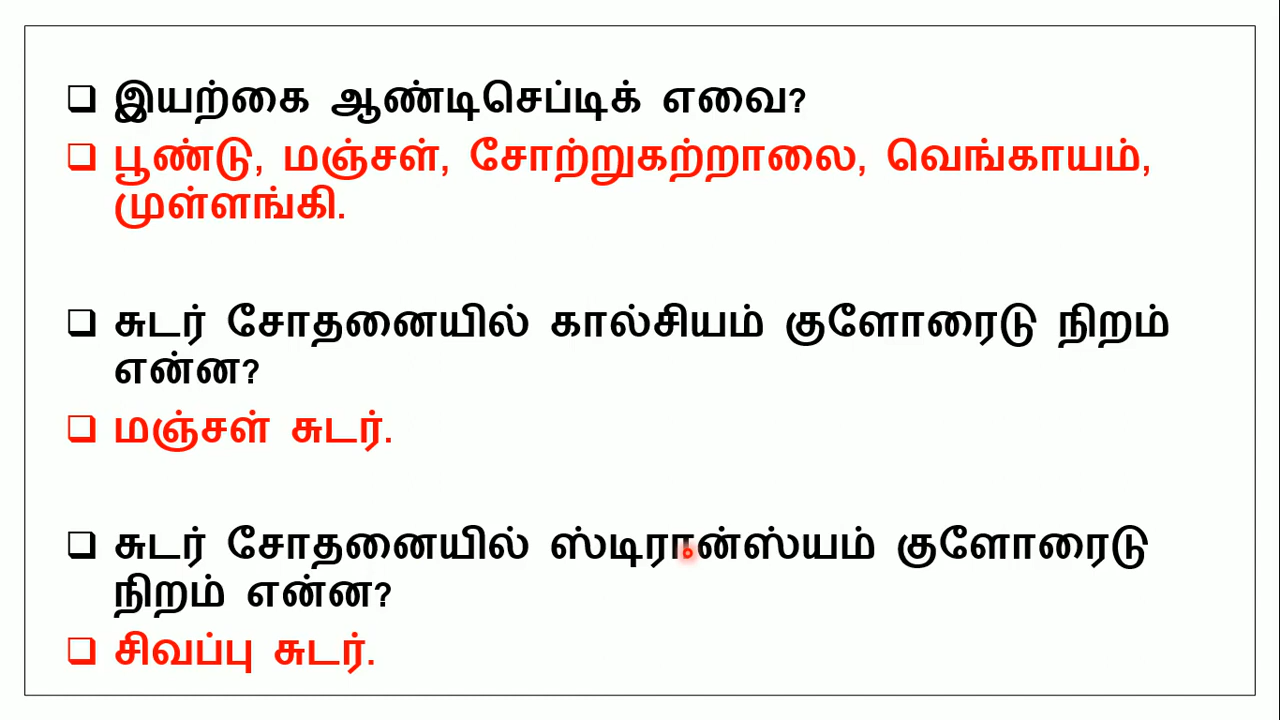 இயற்கை ஆண்டிசெப்டிக் எவை?
பூண்டு, மஞ்சள், சோற்றுகற்றாலை, வெங்காயம்,
முள்ளங்கி.
சுடர் சோதனையில் கால்சியம் குளோரைடு நிறம்
என்ன?
மஞ்சள் சுடர்.
சுடர் சோதனையில் ஸ்டிரான்ஸ்யம் குளோரைடு
நிறம் என்ன?
சிவப்பு சுடர்.